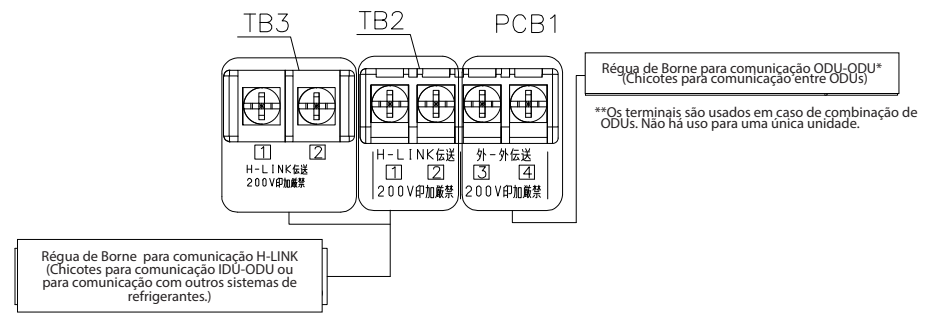 TB3
TB2
PCB1
Régua de Borne para comunicação ODU-ODU*
(Chicotes para comunicação entre ODUs)
**Os terminais são usados em caso de combinação de
ODUs. Não há uso para uma única unidade.
1 2
H-LINK伝送
200V印加厳禁
H-LINK伝送
1 2
200V印加厳禁
外-外伝送
3 4
200V印加厳禁
Régua de Borne para comunicação H-LINK
(Chicotes para comunicação IDU-ODU ou
para comunicação com outros sistemas de
refrigerantes.)